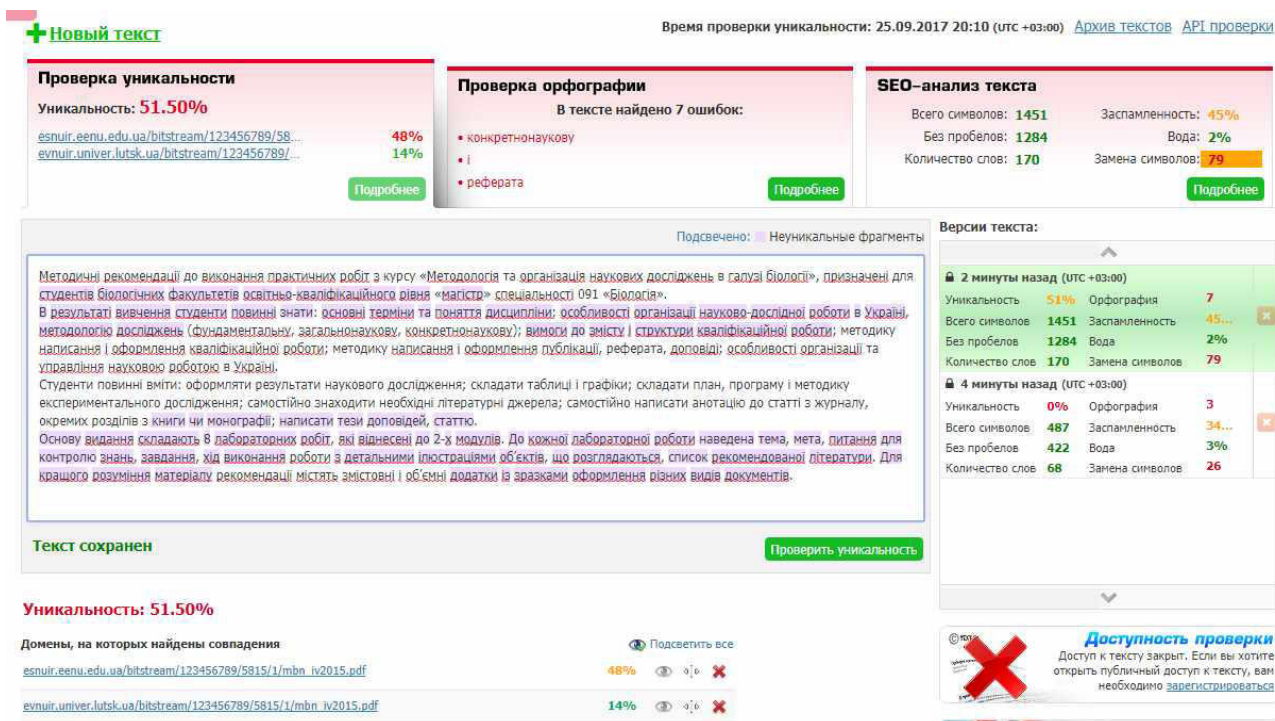 Новый текст
Время проверки уникальности: 25.09.2017 20:10 (UTC +03:00) Архив текстов API проверки
Проверка уникальности
Уникальность: 51.50%
esnuir.eenu.edu.ua/bitstream/123456789/58... 48%
evnuir.univer.lutsk.ua/bitstream/123456789/... 14%
Подробнее
Проверка орфографии
В тексте найдено 7 ошибок:
• конкретнонаукову
• і
• реферата
Подробнее
SEO-анализ текста
Всего символов: 1451 Заспамленность: 45%
Без пробелов: 1284 Вода: 2%
Количество слов: 170 Замена символов: 79
Подробнее
Подсвечено: Неуникальные фрагменты
Методичні рекомендації до виконання практичних робіт з курсу «Методологія та організація наукових досліджень в галузі біології», призначені для
студентів біологічних факультетів освітньо-кваліфікаційного рівня «магістр» спеціальності 091 «Біологія».
В результаті вивчення студенти повинні знати: основні терміни та поняття дисципліни; особливості організації науково-дослідної роботи в Україні,
методологію досліджень (фундаментальну, загальнонаукову, конкретнонаукову); вимоги до змісту і структури кваліфікаційної роботи; методику
написання і оформлення кваліфікаційної роботи; методику написання і оформлення публікації, реферата, доповіді; особливості організації та
управління науковою роботою в Україні.
Студенти повинні вміти: оформляти результати наукового дослідження; складати таблиці і графіки; складати план, програму і методику
експериментального дослідження; самостійно знаходити необхідні літературні джерела; самостійно написати анотацію до статті з журналу,
окремих розділів з книги чи монографії; написати тези доповідей, статтю.
Основу видання складають 8 лабораторних робіт, які віднесені до 2-х модулів. До кожної лабораторної роботи наведена тема, мета, питання для
контролю знань, завдання, хід виконання роботи з детальними ілюстраціями об'єктів, що розглядаються, список рекомендованої літератури. Для
кращого розуміння матеріалу рекомендації містять змістовні і об'ємні додатки із зразками оформлення різних видів документів.
Текст сохранен
Проверить уникальность
Версии текста:
2 минуты назад (UTC +03:00)
Уникальность 51% Орфография 7
Всего символов 1451 Заспамленность 45...
Без пробелов 1284 Вода 2%
Количество слов 170 Замена символов 79
4 минуты назад (UTC +03:00)
Уникальность 0% Орфография 3
Всего символов 487 Заспамленность 34...
Без пробелов 422 Вода 3%
Количество слов 68 Замена символов 26
Уникальность: 51.50%
Домены, на которых найдены совпадения Подсветить все
esnuir.eenu.edu.ua/bitstream/123456789/5815/1/mbn_iv2015.pdf 48%
evnuir.univer.lutsk.ua/bitstream/123456789/5815/1/mbn_iv2015.pdf 14%
Доступность проверки
Доступ к тексту закрыт. Если вы хотите
открыть публичный доступ к тексту, вам
необходимо зарегистрироваться